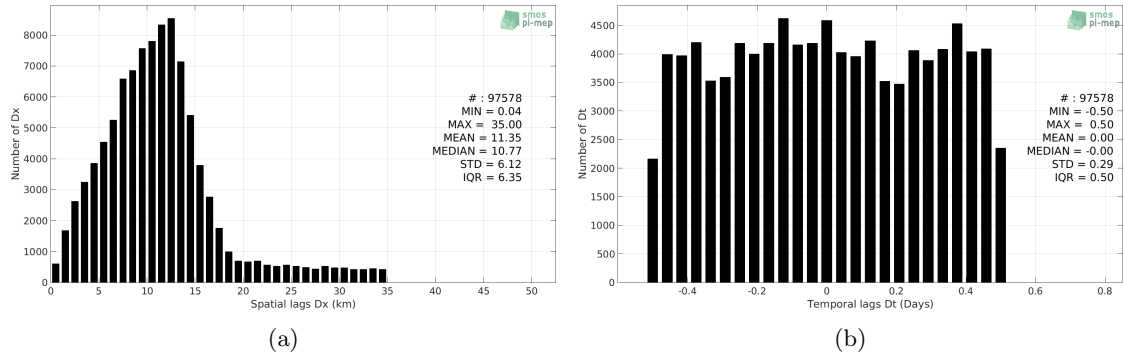 8000
7000
6000
5000
4000
3000
2000
1000
0
Number of Dx
smos
pi-mep
# : 97578
MIN = 0.04
MAX = 35.00
MEAN = 11.35
MEDIAN = 10.77
STD = 6.12
IQR = 6.35
0 5 10 15 20 25 30 35 40 45 50
Spatial lags Dx (km)
(a)
4500
4000
3500
3000
2500
2000
1500
1000
500
0
Number of Dt
smos
pi-mep
# : 97578
MIN = -0.50
MAX = 0.50
MEAN = 0.00
MEDIAN = -0.00
STD = 0.29
IQR = 0.50
-0.4 -0.2 0 0.2 0.4 0.6 0.8
Temporal lags Dt (Days)
(b)